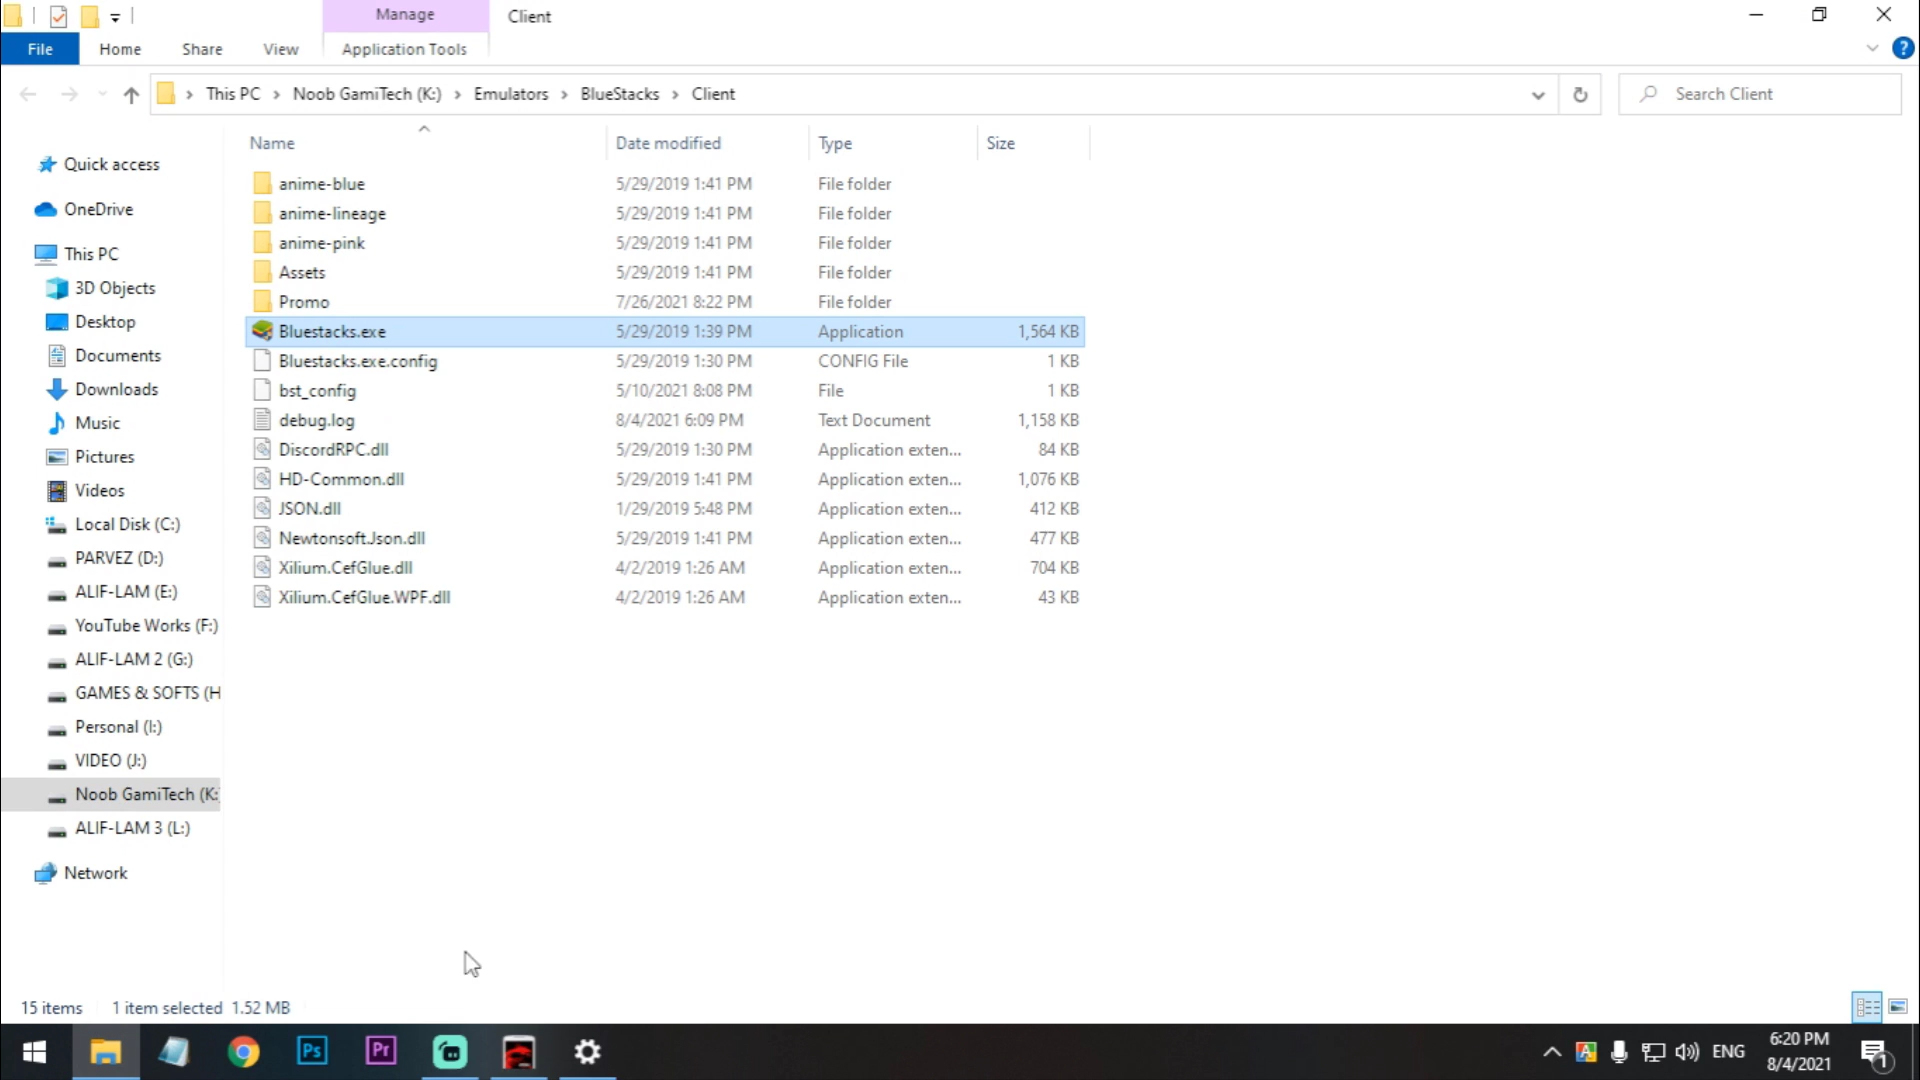 Manage
Client
File
Home
Share
View
Application Tools
?
This PC
Noob GamiTech (K:)
Emulators
BlueStacks
Client
Search Client
Name
Date modified
Type
Size
Quick access
OneDrive
This PC
3D Objects
Desktop
Documents
Downloads
Music
Pictures
Videos
Local Disk (C:)
PARVEZ (D:)
ALIF-LAM (E:)
YouTube Works (F:)
ALIF-LAM 2 (G:)
GAMES & SOFTS (H
Personal (I:)
VIDEO (J:)
Noob GamiTech (K:
ALIF-LAM 3 (L:)
Network
anime-blue 5/29/2019 1:41 PM File folder
anime-lineage 5/29/2019 1:41 PM File folder
anime-pink 5/29/2019 1:41 PM File folder
Assets 5/29/2019 1:41 PM File folder
Promo 7/26/2021 8:22 PM File folder
Bluestacks.exe 5/29/2019 1:39 PM Application 1,564 KB
Bluestacks.exe.config 5/29/2019 1:30 PM CONFIG File 1 KB
bst_config 5/10/2021 8:08 PM File 1 KB
debug.log 8/4/2021 6:09 PM Text Document 1,158 KB
DiscordRPC.dll 5/29/2019 1:30 PM Application exten... 84 KB
HD-Common.dll 5/29/2019 1:41 PM Application exten... 1,076 KB
JSON.dll 1/29/2019 5:48 PM Application exten... 412 KB
Newtonsoft.Json.dll 5/29/2019 1:41 PM Application exten... 477 KB
Xilium.CefGlue.dll 4/2/2019 1:26 AM Application exten... 704 KB
Xilium.CefGlue.WPF.dll 4/2/2019 1:26 AM Application exten... 43 KB
15 items
1 item selected 1.52 MB
Ps
Pr
A
ENG
6:20 PM
8/4/2021
1